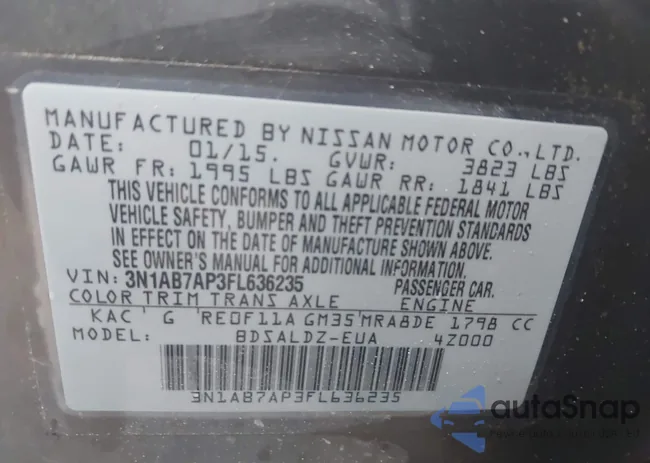 MANUFACTURED BY NISSAN MOTOR CO., LTD.
DATE: 01/15. GVWR: 3823 LBS
GAWR FR: 1995 LBS GAWR RR: 1841 LBS
THIS VEHICLE CONFORMS TO ALL APPLICABLE FEDERAL MOTOR
VEHICLE SAFETY, BUMPER AND THEFT PREVENTION STANDARDS
IN EFFECT ON THE DATE OF MANUFACTURE SHOWN ABOVE.
SEE OWNER'S MANUAL FOR ADDITIONAL INFORMATION.
VIN: 3N1AB7AP3FL636235 PASSENGER CAR.
COLOR TRIM TRANS AXLE ENGINE
KAC G RE0F11A GM35 MRA8DE 1798 CC
MODEL: BDSALDZ-EUA 4Z000
3N1AB7AP3FL636235
autoSnap